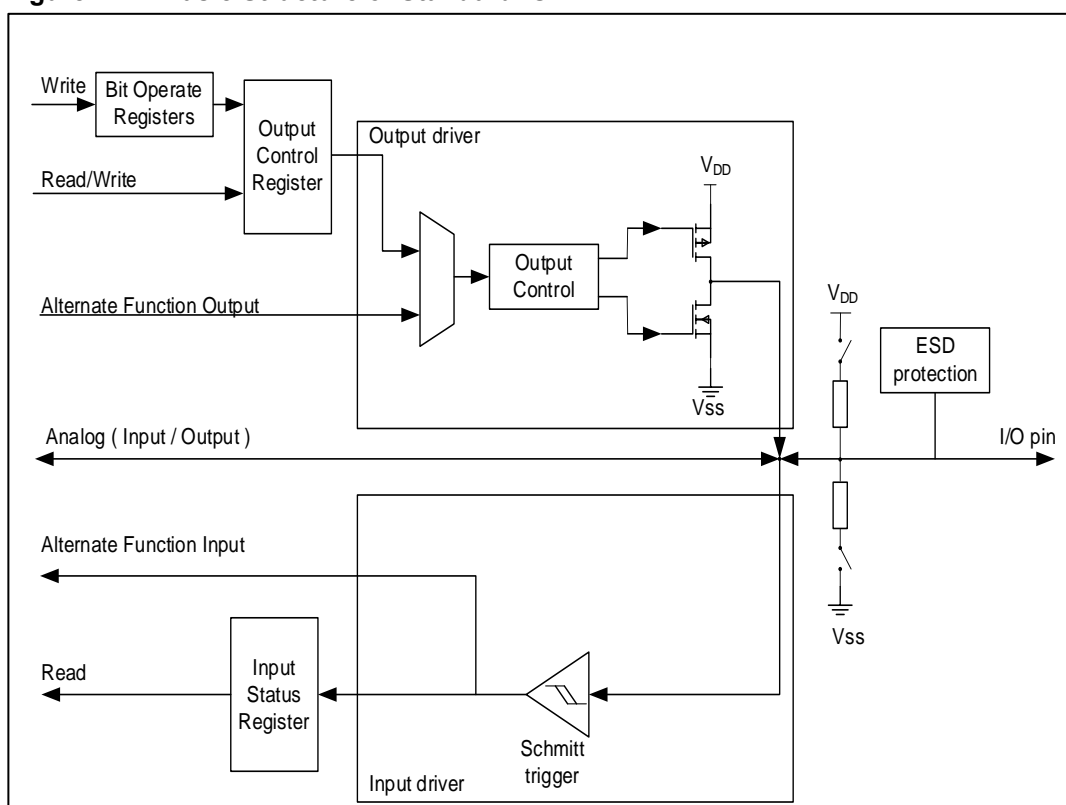 Write
Bit Operate
Registers
Output
Control
Register
Read/Write
Output driver
VDD
Output
Control
Alternate Function Output
Vss
VDD
ESD
protection
Analog ( Input / Output )
I/O pin
Alternate Function Input
Vss
Read
Input
Status
Register
Schmitt
trigger
Input driver